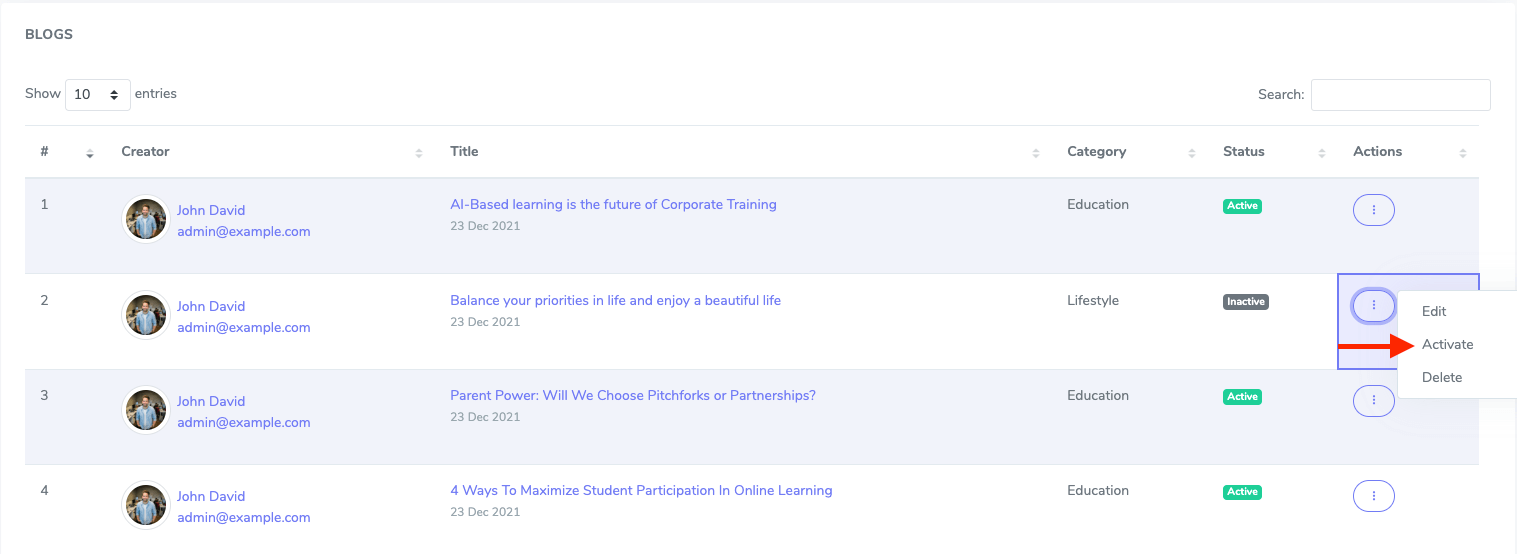 BLOGS
Show 10 entries
Search:
# Creator Title Category Status Actions
1 John David AI-Based learning is the future of Corporate Training Education Active
admin@example.com 23 Dec 2021
2 John David Balance your priorities in life and enjoy a beautiful life Lifestyle Inactive Edit
admin@example.com 23 Dec 2021
Activate
Delete
3 John David Parent Power: Will We Choose Pitchforks or Partnerships? Education Active
admin@example.com 23 Dec 2021
4 John David 4 Ways To Maximize Student Participation In Online Learning Education Active
admin@example.com 23 Dec 2021